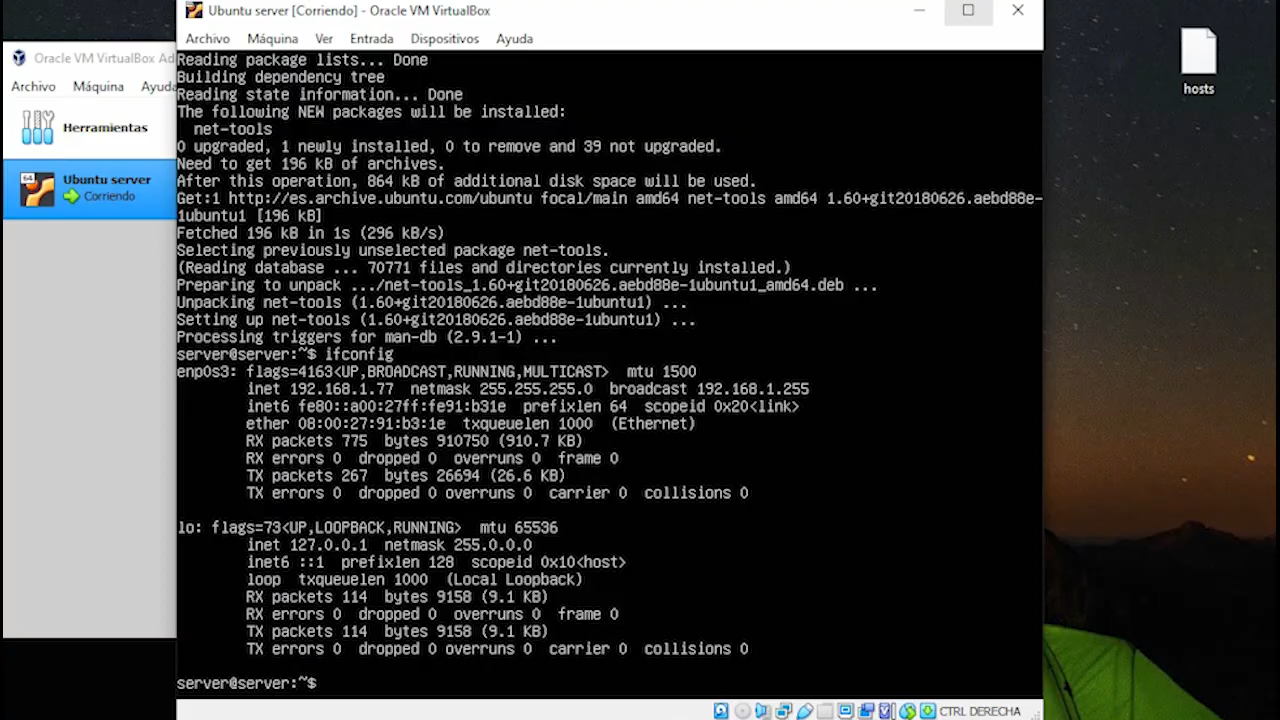 Ubuntu server [Corriendo] - Oracle VM VirtualBox
Archivo Máquina Ver Entrada Dispositivos Ayuda
Oracle VM VirtualBox Ad
Archivo Máquina Ayuda
Herramientas
64
Ubuntu server
Corriendo
hosts
Reading package lists... Done
Building dependency tree
Reading state information... Done
The following NEW packages will be installed:
  net-tools
0 upgraded, 1 newly installed, 0 to remove and 39 not upgraded.
Need to get 196 kB of archives.
After this operation, 864 kB of additional disk space will be used.
Get:1 http://es.archive.ubuntu.com/ubuntu focal/main amd64 net-tools amd64 1.60+git20180626.aebd88e-
1ubuntu1 [196 kB]
Fetched 196 kB in 1s (296 kB/s)
Selecting previously unselected package net-tools.
(Reading database ... 70771 files and directories currently installed.)
Preparing to unpack .../net-tools_1.60+git20180626.aebd88e-1ubuntu1_amd64.deb ...
Unpacking net-tools (1.60+git20180626.aebd88e-1ubuntu1) ...
Setting up net-tools (1.60+git20180626.aebd88e-1ubuntu1) ...
Processing triggers for man-db (2.9.1-1) ...
server@server:~$ ifconfig
enp0s3: flags=4163<UP,BROADCAST,RUNNING,MULTICAST>  mtu 1500
        inet 192.168.1.77  netmask 255.255.255.0  broadcast 192.168.1.255
        inet6 fe80::a00:27ff:fe91:b31e  prefixlen 64  scopeid 0x20<link>
        ether 08:00:27:91:b3:1e  txqueuelen 1000  (Ethernet)
        RX packets 775  bytes 910750 (910.7 KB)
        RX errors 0  dropped 0  overruns 0  frame 0
        TX packets 267  bytes 26694 (26.6 KB)
        TX errors 0  dropped 0 overruns 0  carrier 0  collisions 0
lo: flags=73<UP,LOOPBACK,RUNNING>  mtu 65536
        inet 127.0.0.1  netmask 255.0.0.0
        inet6 ::1  prefixlen 128  scopeid 0x10<host>
        loop  txqueuelen 1000  (Local Loopback)
        RX packets 114  bytes 9158 (9.1 KB)
        RX errors 0  dropped 0  overruns 0  frame 0
        TX packets 114  bytes 9158 (9.1 KB)
        TX errors 0  dropped 0 overruns 0  carrier 0  collisions 0
server@server:~$
CTRL DERECHA